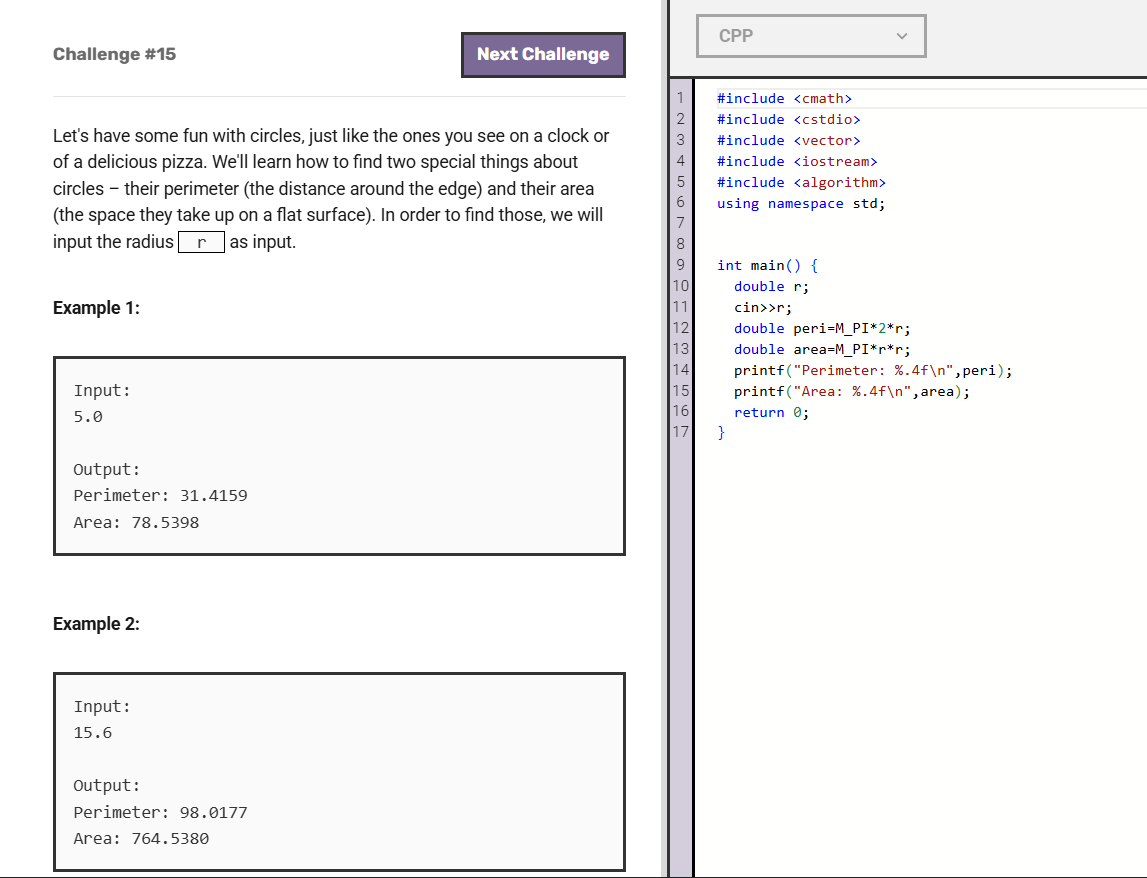 Challenge #15
Next Challenge
Let's have some fun with circles, just like the ones you see on a clock or
of a delicious pizza. We'll learn how to find two special things about
circles – their perimeter (the distance around the edge) and their area
(the space they take up on a flat surface). In order to find those, we will
input the radius r as input.
Example 1:
Input:
5.0
Output:
Perimeter: 31.4159
Area: 78.5398
Example 2:
Input:
15.6
Output:
Perimeter: 98.0177
Area: 764.5380
CPP
1 #include <cmath>
2 #include <cstdio>
3 #include <vector>
4 #include <iostream>
5 #include <algorithm>
6 using namespace std;
7
8
9 int main() {
10 double r;
11 cin>>r;
12 double peri=M_PI*2*r;
13 double area=M_PI*r*r;
14 printf("Perimeter: %.4f\n",peri);
15 printf("Area: %.4f\n",area);
16 return 0;
17 }